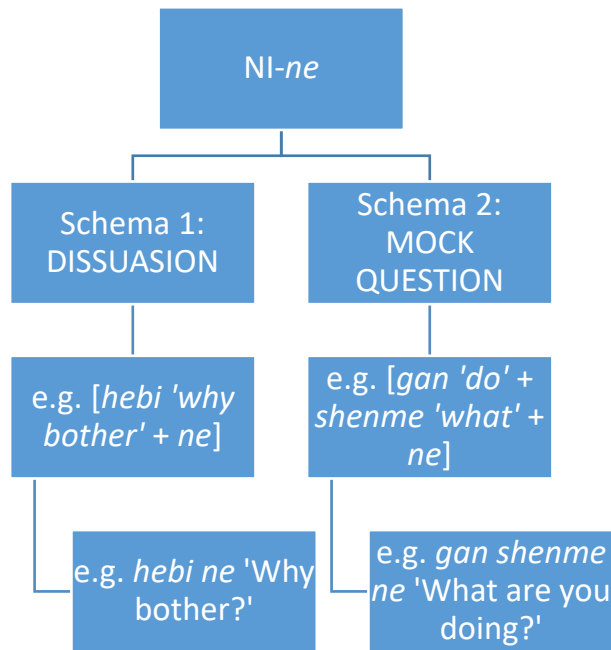 NI-ne
Schema 1:
DISSUASION
Schema 2:
MOCK
QUESTION
e.g. [hebi 'why
bother' + ne]
e.g. [gan 'do' +
shenme 'what' +
ne]
e.g. hebi ne 'Why
bother?'
e.g. gan shenme
ne 'What are you
doing?'